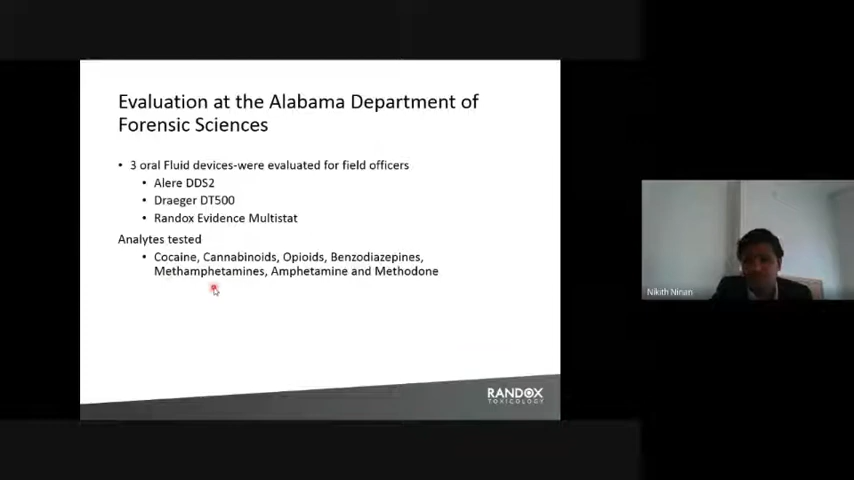 Evaluation at the Alabama Department of
Forensic Sciences
• 3 oral Fluid devices-were evaluated for field officers
• Alere DDS2
• Draeger DT500
• Randox Evidence Multistat
Analytes tested
• Cocaine, Cannabinoids, Opioids, Benzodiazepines,
Methamphetamines, Amphetamine and Methodone
Nikith Ninan
RANDOX
TOXICOLOGY